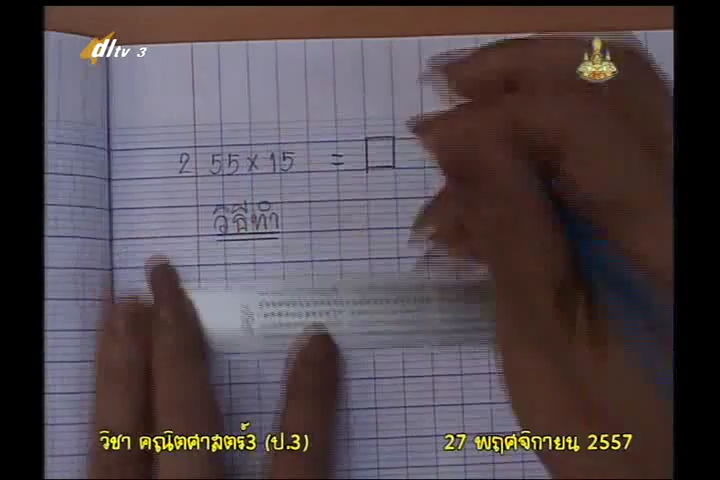 dltv 3
2 55 × 15 = □
วิธีทำ
วิชา คณิตศาสตร์3 (ป.3)
27 พฤศจิกายน 2557